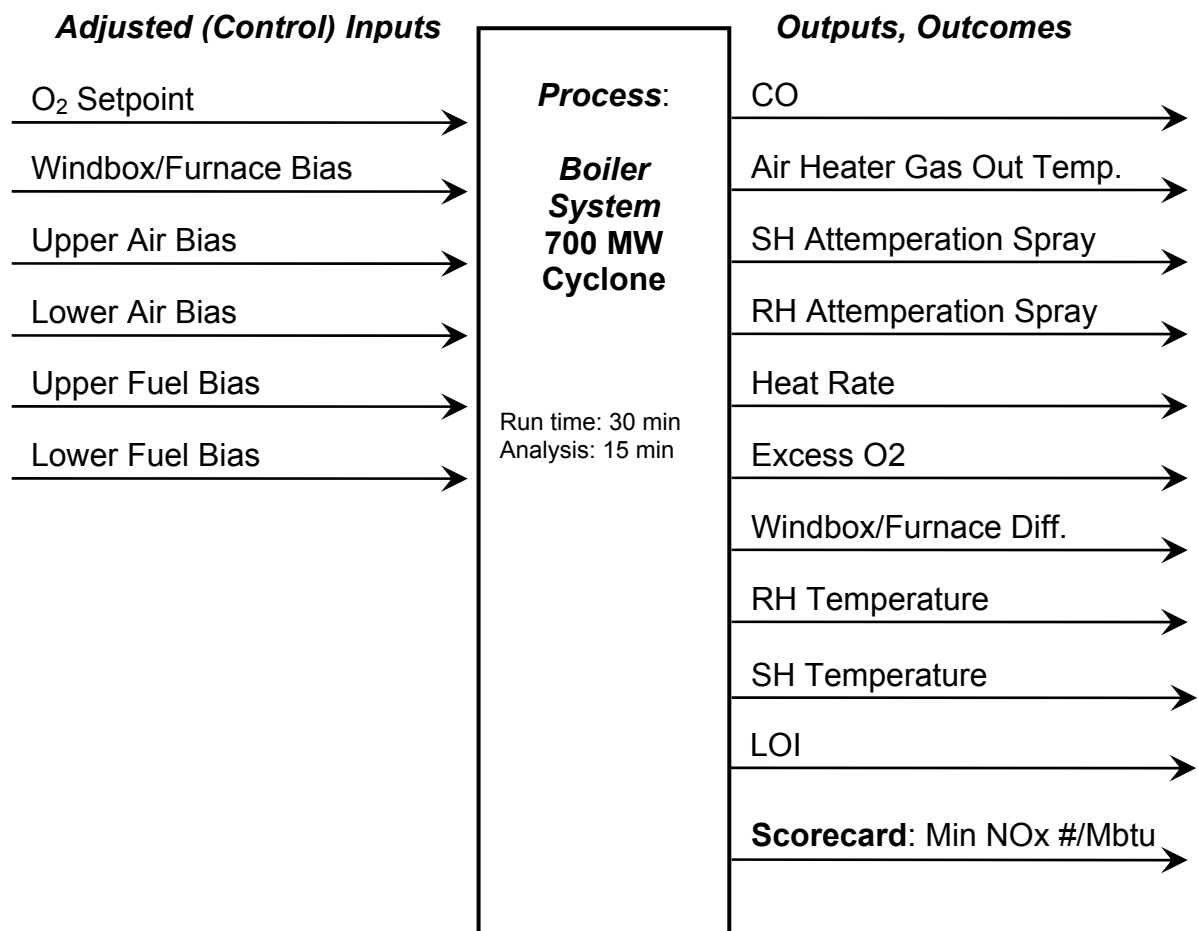 Adjusted (Control) Inputs
O₂ Setpoint
Windbox/Furnace Bias
Upper Air Bias
Lower Air Bias
Upper Fuel Bias
Lower Fuel Bias
Process:
Boiler
System
700 MW
Cyclone
Run time: 30 min
Analysis: 15 min
Outputs, Outcomes
CO
Air Heater Gas Out Temp.
SH Attemperation Spray
RH Attemperation Spray
Heat Rate
Excess O2
Windbox/Furnace Diff.
RH Temperature
SH Temperature
LOI
Scorecard: Min NOx #/Mbtu